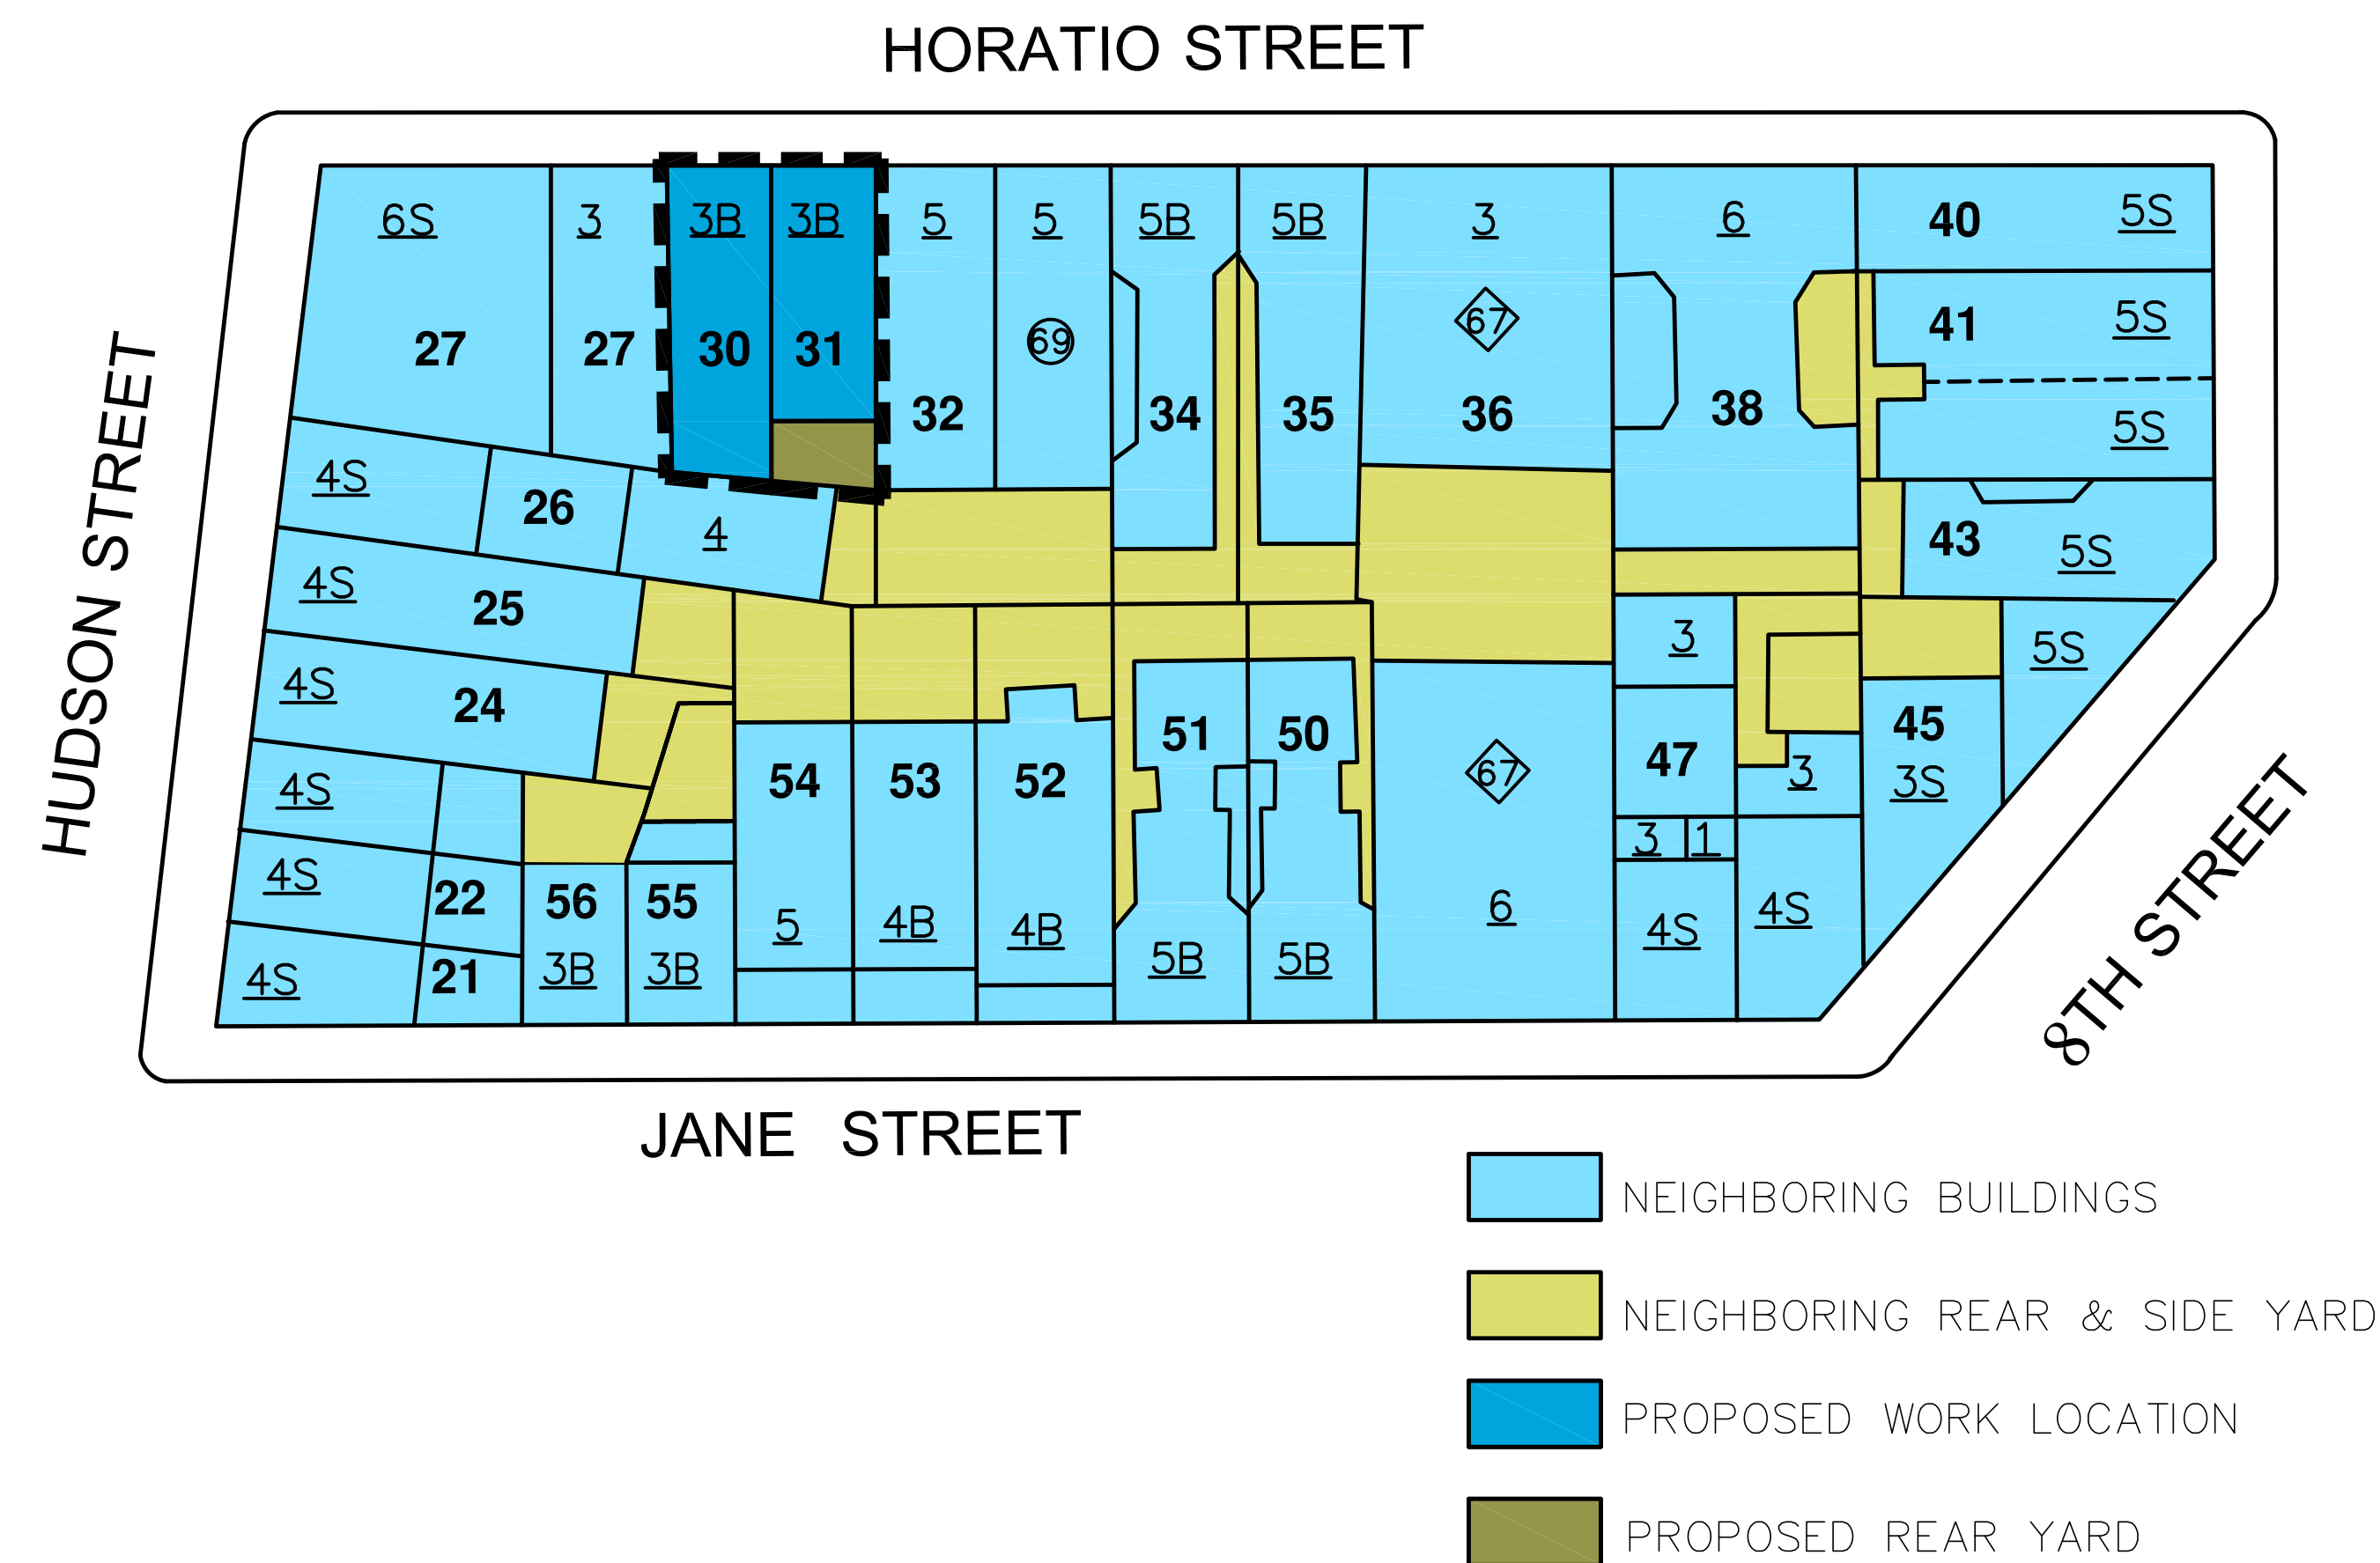 HORATIO STREET
6S 3 3B 3B 5 5 5B 5B 3 6 40 5S
27 27 30 31 32 69 34 35 67 36 38 41 5S
5S
4S 26 4 43 5S
4S 25
4S 24
3 5S
51 50 47 45
4S 54 53 52 67 3 3S
4S 22 56 55 3 1
5 4B 4B 5B 5B 6 4S 4S
4S 21 3B 3B
HUDSON STREET
8TH STREET
JANE STREET
NEIGHBORING BUILDINGS
NEIGHBORING REAR & SIDE YARD
PROPOSED WORK LOCATION
PROPOSED REAR YARD